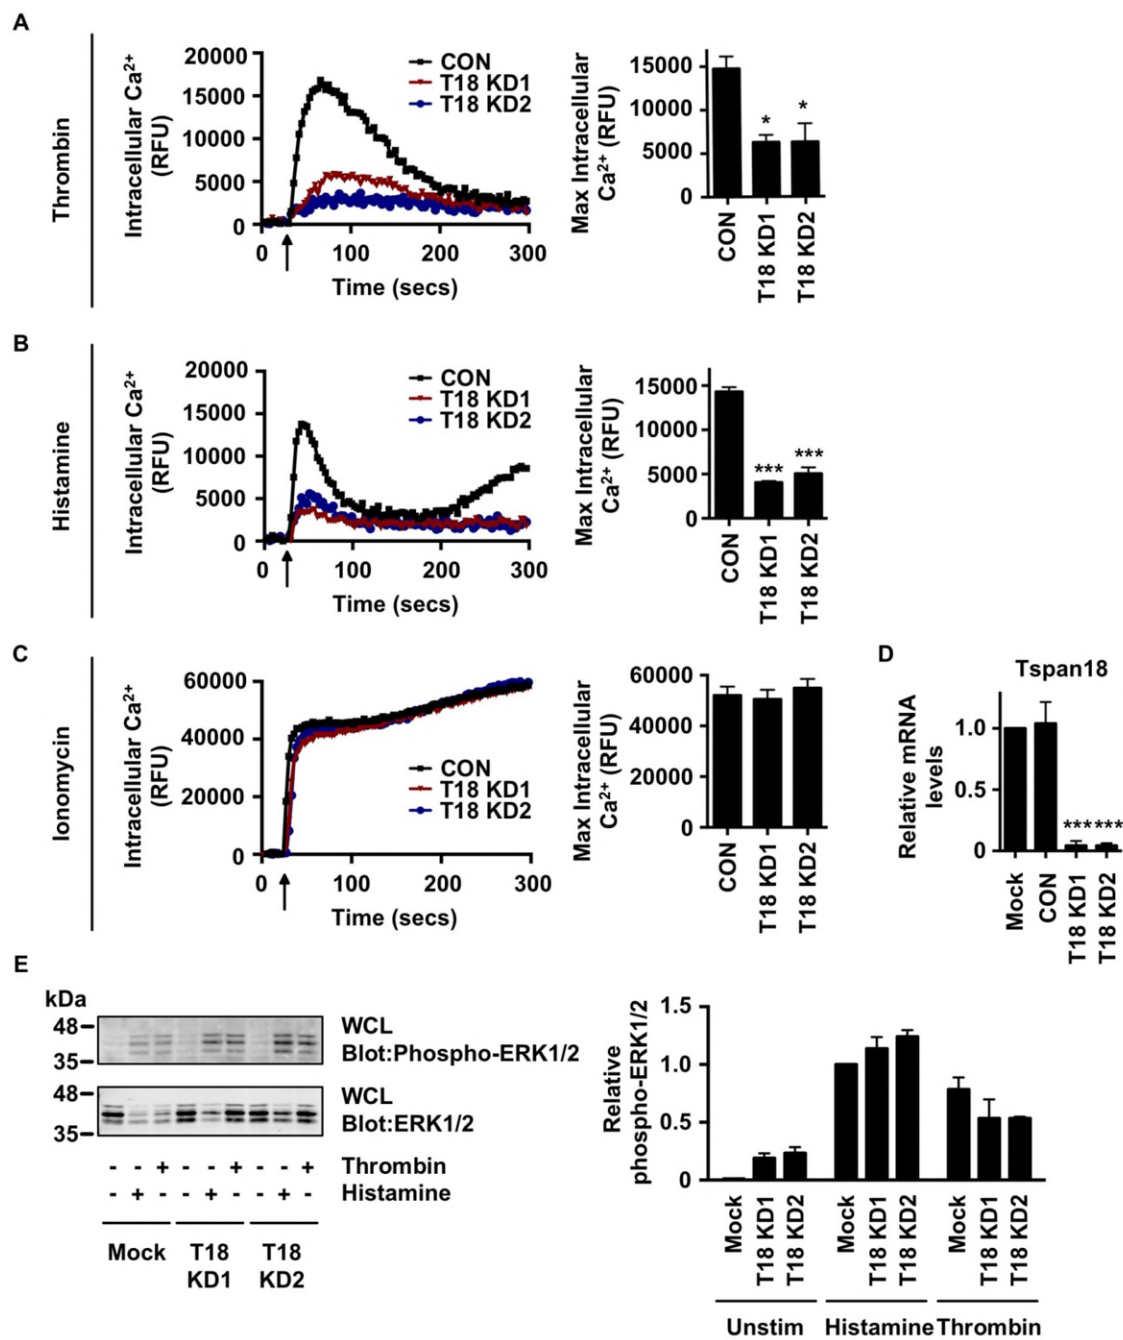 A
Thrombin
Intracellular Ca²⁺
(RFU)
20000
15000
10000
5000
0
CON
T18 KD1
T18 KD2
0 100 200 300
Time (secs)
Max Intracellular
Ca²⁺ (RFU)
15000
10000
5000
0
* *
CON
T18 KD1
T18 KD2
B
Histamine
Intracellular Ca²⁺
(RFU)
20000
15000
10000
5000
0
CON
T18 KD1
T18 KD2
0 100 200 300
Time (secs)
Max Intracellular
Ca²⁺ (RFU)
15000
10000
5000
0
*** ***
CON
T18 KD1
T18 KD2
C
Ionomycin
Intracellular Ca²⁺
(RFU)
60000
40000
20000
0
CON
T18 KD1
T18 KD2
0 100 200 300
Time (secs)
Max Intracellular
Ca²⁺ (RFU)
60000
40000
20000
0
CON
T18 KD1
T18 KD2
D
Tspan18
Relative mRNA
levels
1.0
0.5
0
*** ***
Mock
CON
T18 KD1
T18 KD2
E
kDa
48
35
WCL
Blot:Phospho-ERK1/2
48
35
WCL
Blot:ERK1/2
- - + - - + - - + Thrombin
- + - - + - - + - Histamine
Mock T18 T18
KD1 KD2
Relative
phospho-ERK1/2
1.5
1.0
0.5
0
Mock
T18 KD1
T18 KD2
Mock
T18 KD1
T18 KD2
Mock
T18 KD1
T18 KD2
Unstim Histamine Thrombin